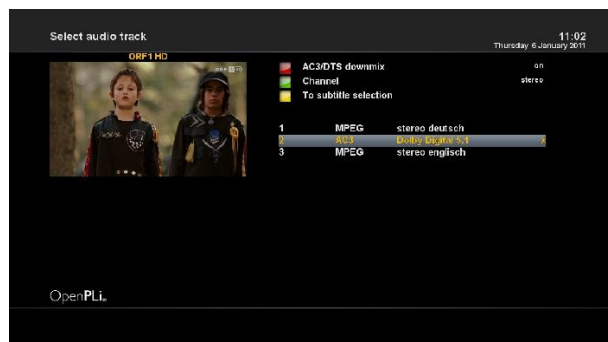 Select audio track
11:02
Thursday 6 January 2011
ORF1 HD
AC3/DTS downmix on
Channel stereo
To subtitle selection
1 MPEG stereo deutsch
2 AC3 Dolby Digital 5.1 x
3 MPEG stereo englisch
OpenPLi